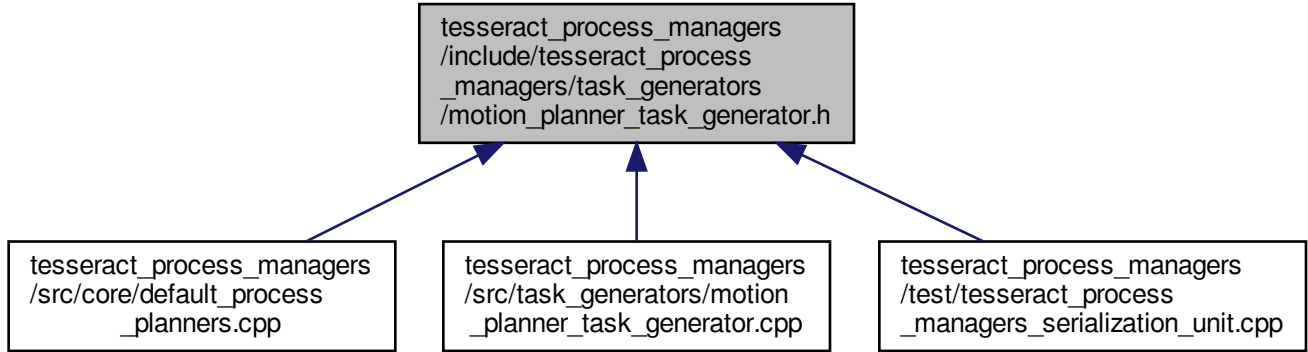 tesseract_process_managers
/include/tesseract_process
_managers/task_generators
/motion_planner_task_generator.h
tesseract_process_managers
/src/core/default_process
_planners.cpp
tesseract_process_managers
/src/task_generators/motion
_planner_task_generator.cpp
tesseract_process_managers
/test/tesseract_process
_managers_serialization_unit.cpp